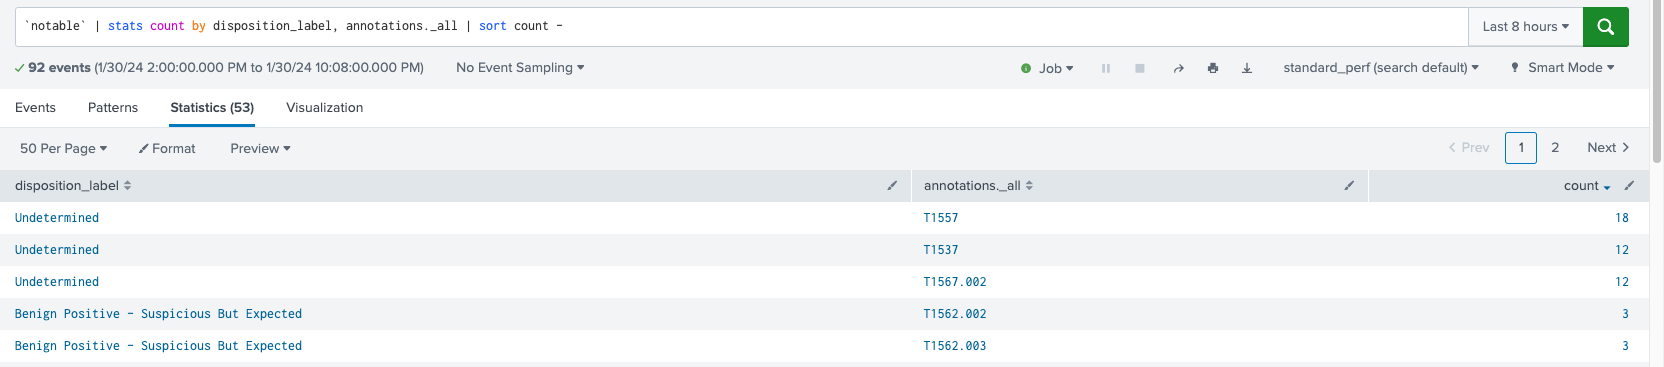 `notable` | stats count by disposition_label, annotations._all | sort count -
Last 8 hours
92 events (1/30/24 2:00:00.000 PM to 1/30/24 10:08:00.000 PM)
No Event Sampling
Job
standard_perf (search default)
Smart Mode
Events Patterns Statistics (53) Visualization
50 Per Page Format Preview
Prev 1 2 Next
disposition_label annotations._all count
Undetermined T1557 18
Undetermined T1537 12
Undetermined T1567.002 12
Benign Positive - Suspicious But Expected T1562.002 3
Benign Positive - Suspicious But Expected T1562.003 3